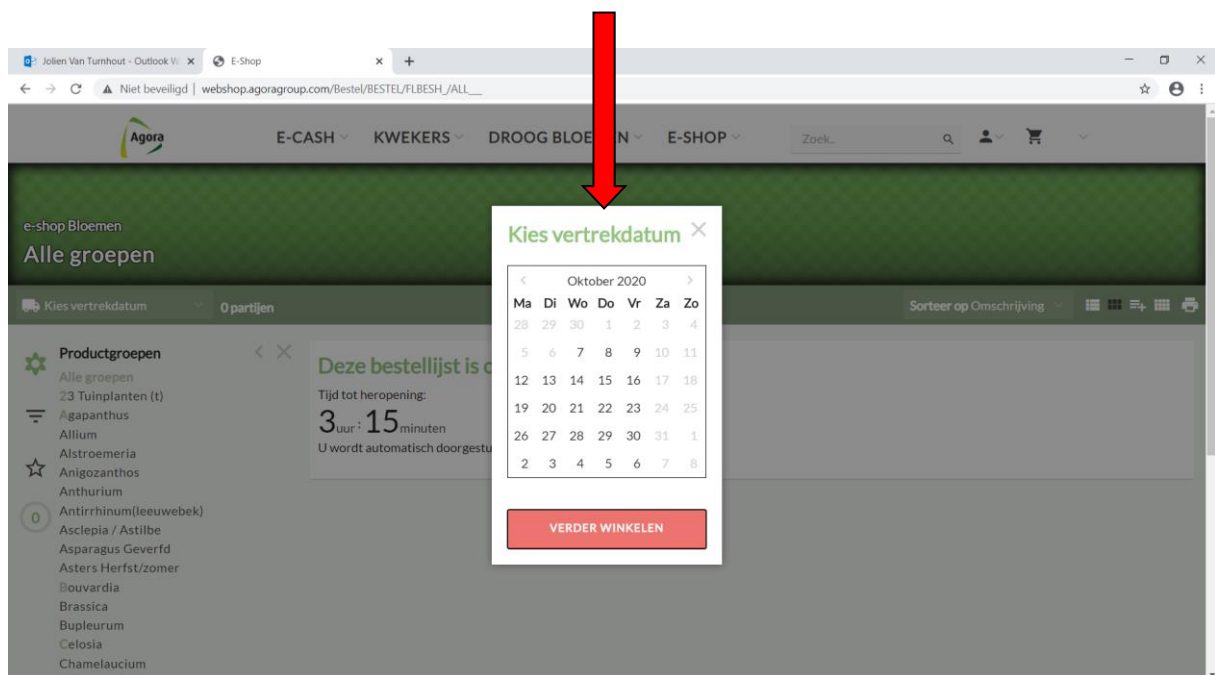 Jolien Van Turnhout - Outlook W
E-Shop
Niet beveiligd | webshop.agoragroup.com/Bestel/BESTEL/FLBESH_/ALL__
Agora
E-CASH
KWEKERS
DROOG BLOE N
E-SHOP
Zoek..
e-shop Bloemen
Alle groepen
Kies vertrekdatum
0 partijen
Sorteer op Omschrijving
Kies vertrekdatum
Oktober 2020
Ma Di Wo Do Vr Za Zo
28 29 30 1 2 3 4
5 6 7 8 9 10 11
12 13 14 15 16 17 18
19 20 21 22 23 24 25
26 27 28 29 30 31 1
2 3 4 5 6 7 8
VERDER WINKELEN
Productgroepen
Alle groepen
23 Tuinplanten (t)
Agapanthus
Allium
Alstroemeria
Anigozanthos
Anthurium
Antirrhinum(leeuwebek)
Asclepia / Astilbe
Asparagus Geverfd
Asters Herfst/zomer
Bouvardia
Brassica
Bupleurum
Celosia
Chamelaucium
0
Deze bestellijst is
Tijd tot heropening:
3uur : 15minuten
U wordt automatisch doorgestu